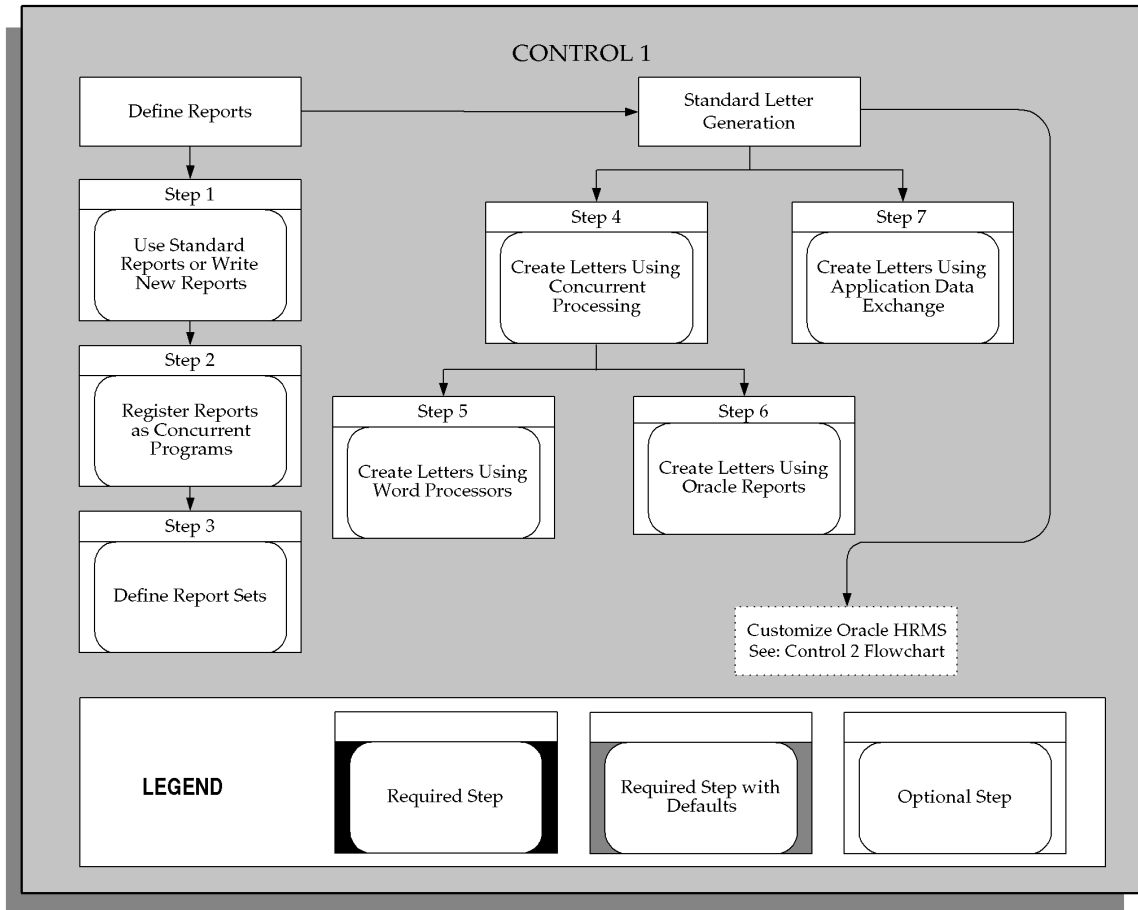 CONTROL 1
Define Reports
Standard Letter
Generation
Step 1
Use Standard
Reports or Write
New Reports
Step 2
Register Reports
as Concurrent
Programs
Step 3
Define Report Sets
Step 4
Create Letters Using
Concurrent
Processing
Step 7
Create Letters Using
Application Data
Exchange
Step 5
Create Letters Using
Word Processors
Step 6
Create Letters Using
Oracle Reports
Customize Oracle HRMS
See: Control 2 Flowchart
LEGEND
Required Step
Required Step with
Defaults
Optional Step